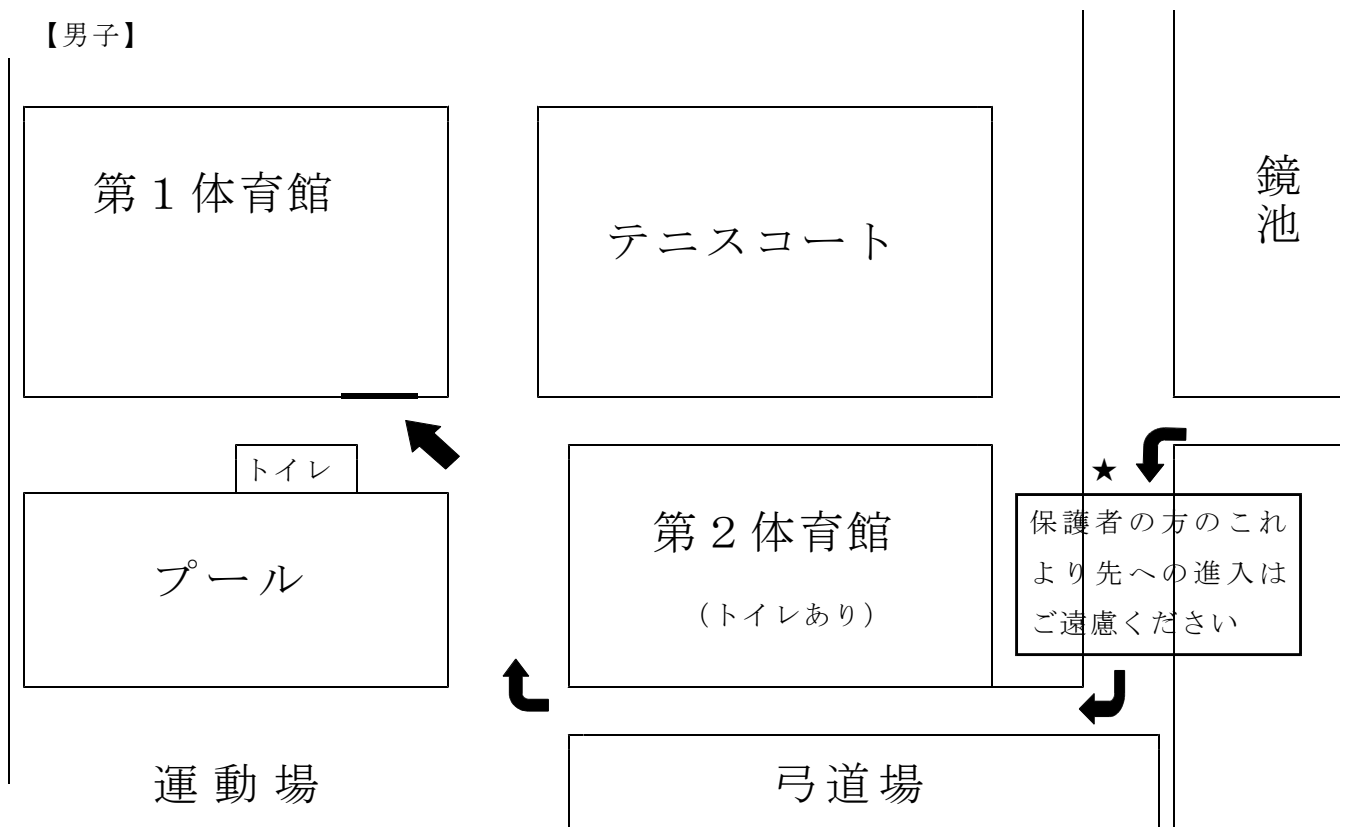 【男子】
第１体育館
テニスコート
鏡池
トイレ
プール
第２体育館
（トイレあり）
★
保護者の方のこれ
より先への進入は
ご遠慮ください
運動場
弓道場